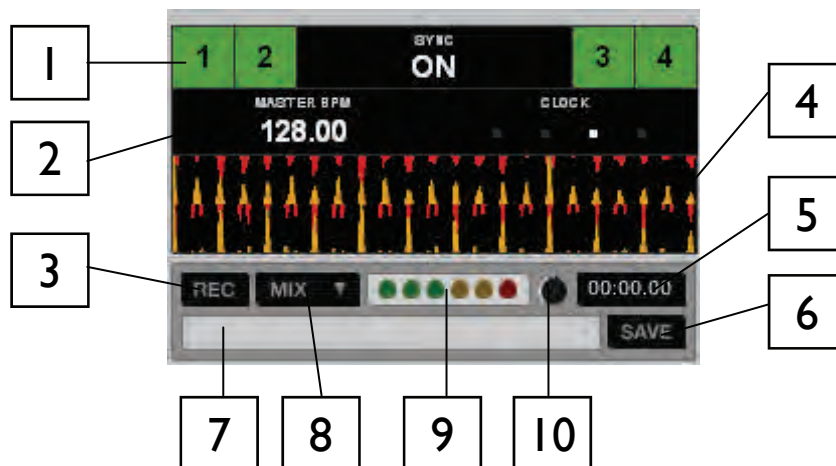 1
1 2 SYNC 3 4
ON
MASTER BPM CLOCK
128.00
2
4
5
3
REC MIX 00:00.00
6
SAVE
7 8 9 10